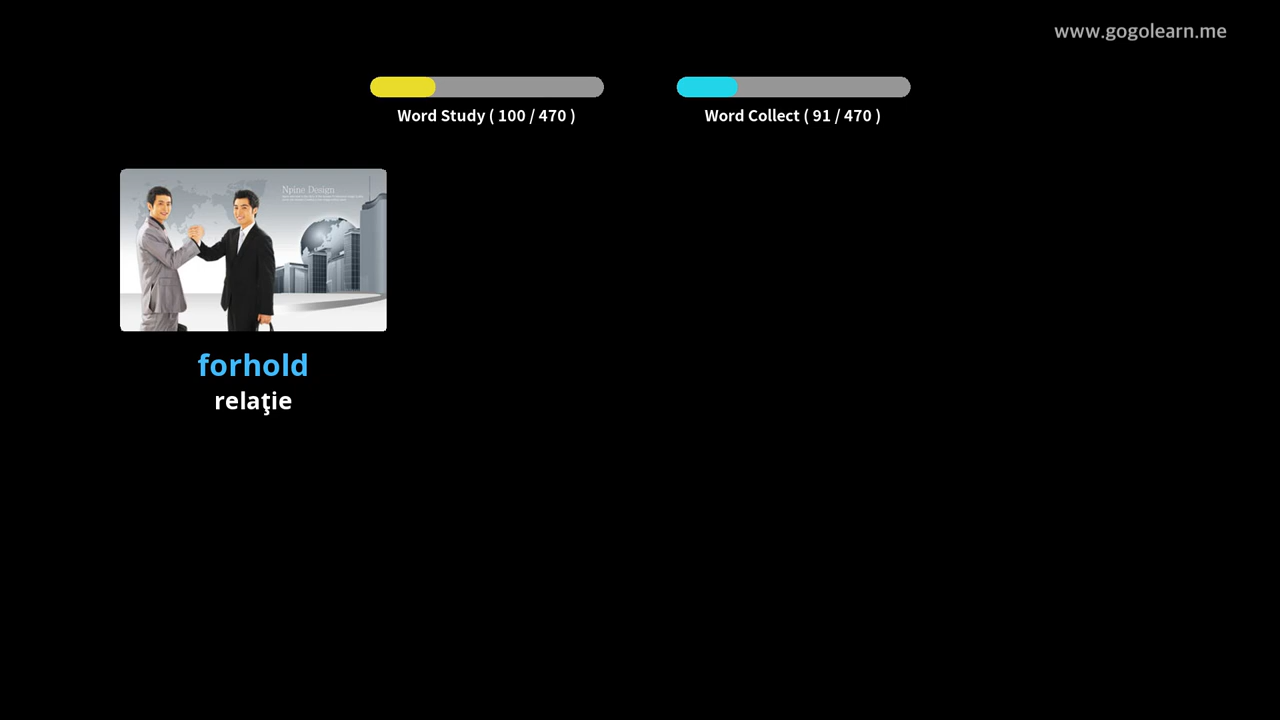 www.gogolearn.me
Word Study ( 100 / 470 )
Word Collect ( 91 / 470 )
Npine Design
forhold
relaţie